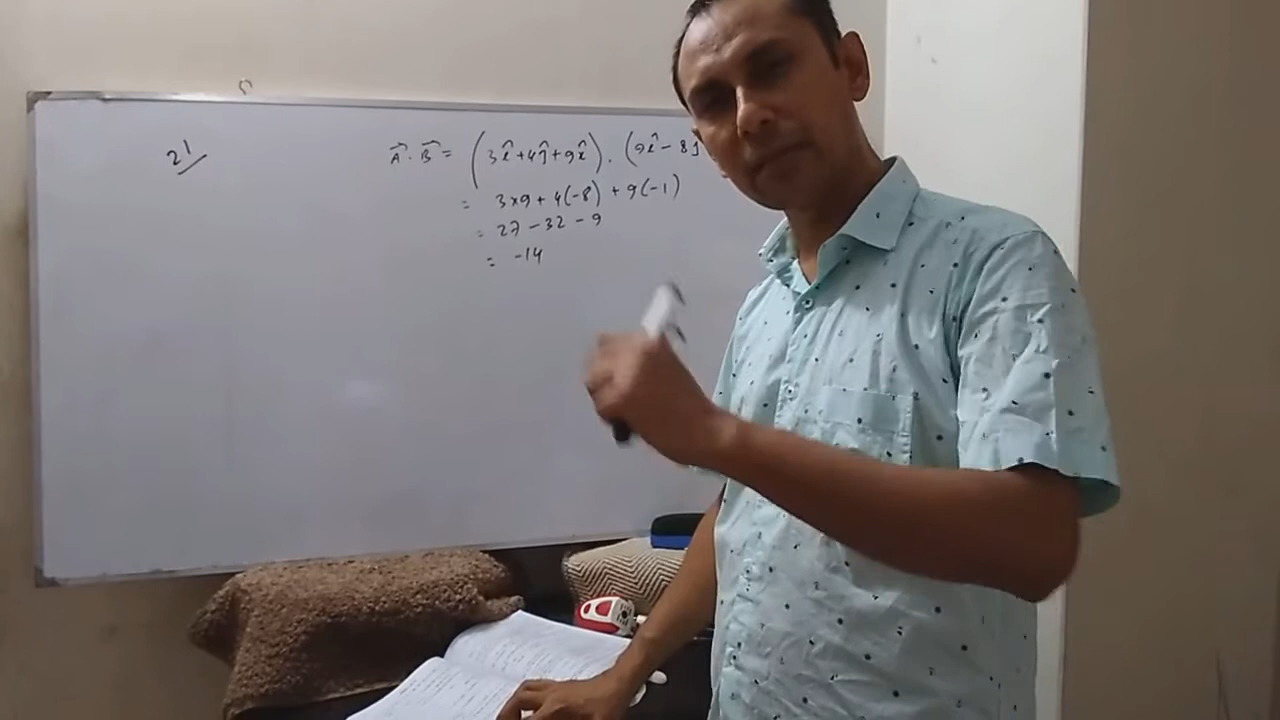 21
A⃗ · B⃗ = (3î + 4ĵ + 9k̂) . (9î - 8ĵ
= 3×9 + 4(-8) + 9(-1)
= 27 - 32 - 9
= -14